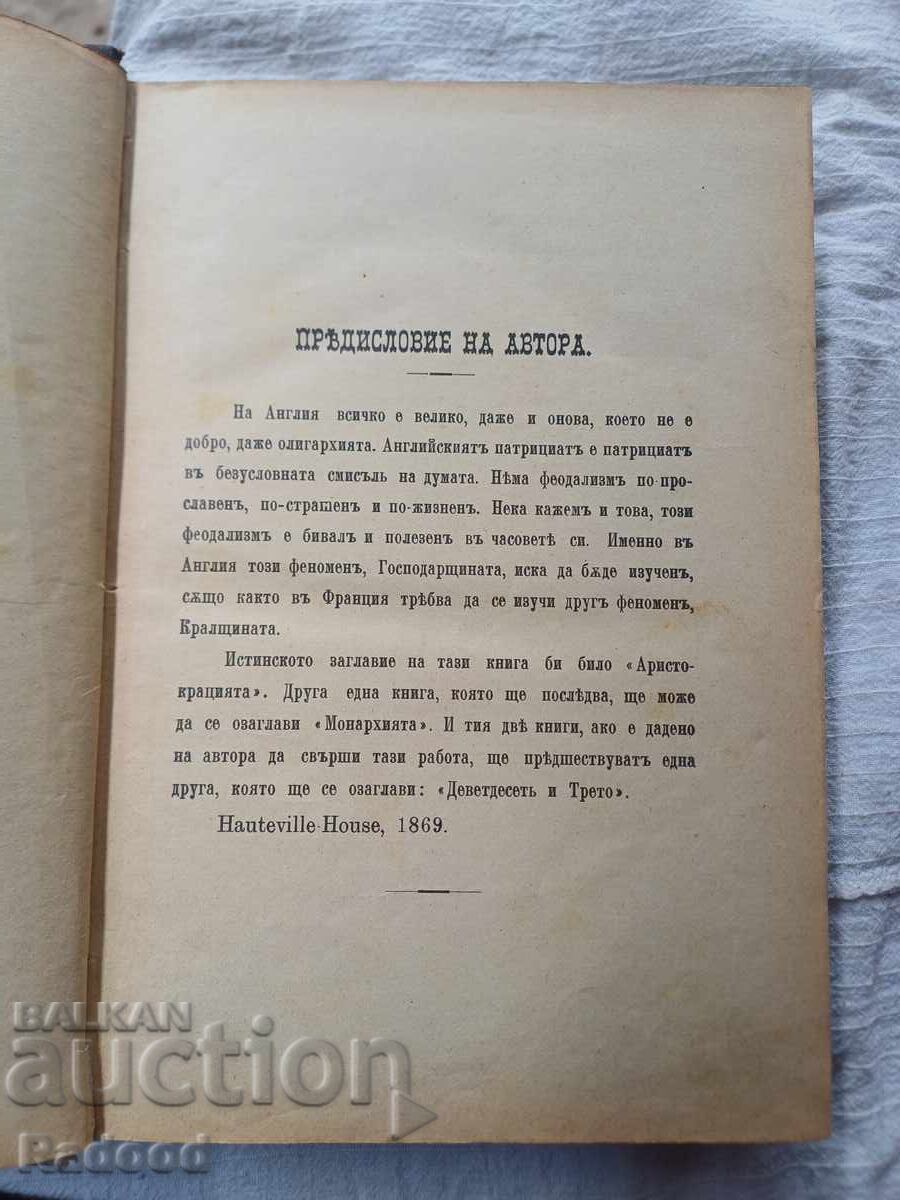 ПРѢДИСЛОВИЕ НА АВТОРА.
На Англия всичко е велико, даже и онова, което не е
добро, даже олигархията. Английскиятъ патрициат е патрициатъ
въ безусловната смисъль на думата. Нѣма феодализмъ по-про-
славенъ, по-страшенъ и по-жизненъ. Нека кажемъ и това, този
феодализмъ е бивалъ и полезенъ въ часоветѣ си. Именно въ
Англия този феноменъ, Господарщината, иска да бѫде изученъ,
сѫщо както въ Франция трѣбва да се изучи другъ феноменъ,
Кралщината.
Истинското заглавие на тази книга би било «Аристо-
крацията». Друга една книга, която ще послѣдва, ще може
да се озаглави «Монархията». И тия двѣ книги, ако е дадено
на автора да свърши тази работа, ще прѣдшествуватъ една
друга, която ще се озаглави: «Деветдесеть и Трето».
Hauteville-House, 1869.
BALKAN
auction
Radood